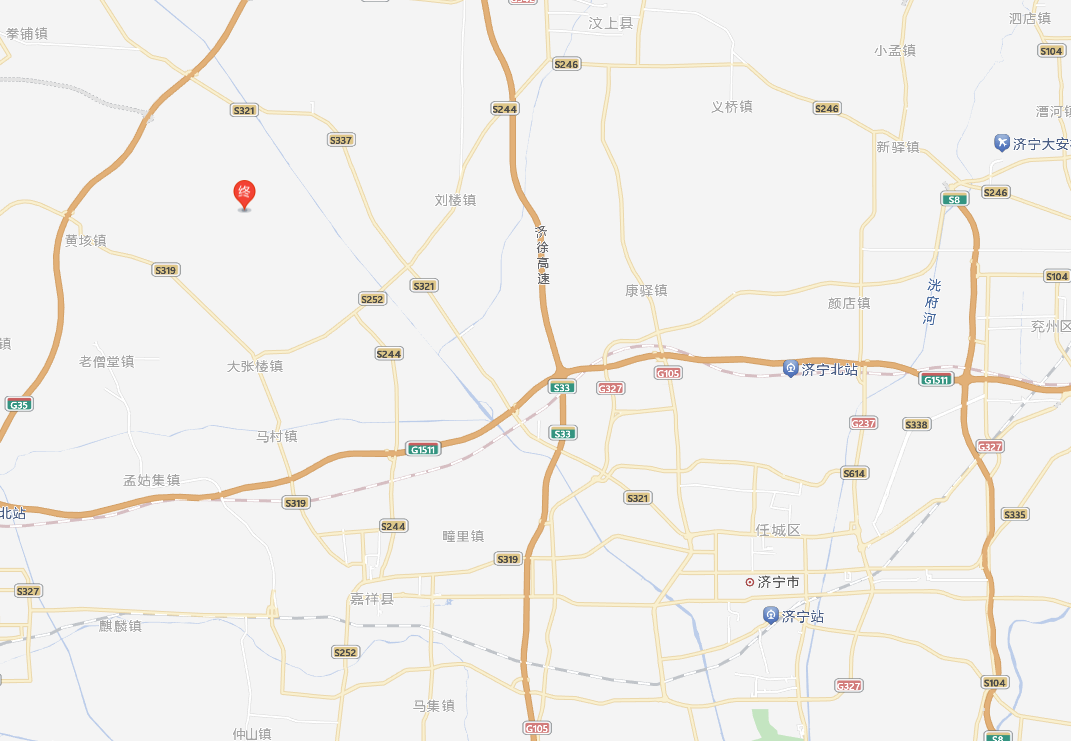 汶上县
泗店镇
拳铺镇
小孟镇
S104
S246
S244
义桥镇
S246
S321
漕河镇
S337
新驿镇
济宁大安
终
S246
S8
刘楼镇
黄垓镇
济徐高速
S319
S104
S321
康驿镇
洸府河
S252
颜店镇
兖州区
镇
S244
老僧堂镇
大张楼镇
济宁北站
G105
G1511
S33
G327
G35
G237
S338
马村镇
S33
G327
G1511
孟姑集镇
S614
S321
S319
北站
S335
S244
任城区
疃里镇
S319
济宁市
S327
嘉祥县
济宁站
麒麟镇
S252
S104
G327
马集镇
G105
仲山镇
S8